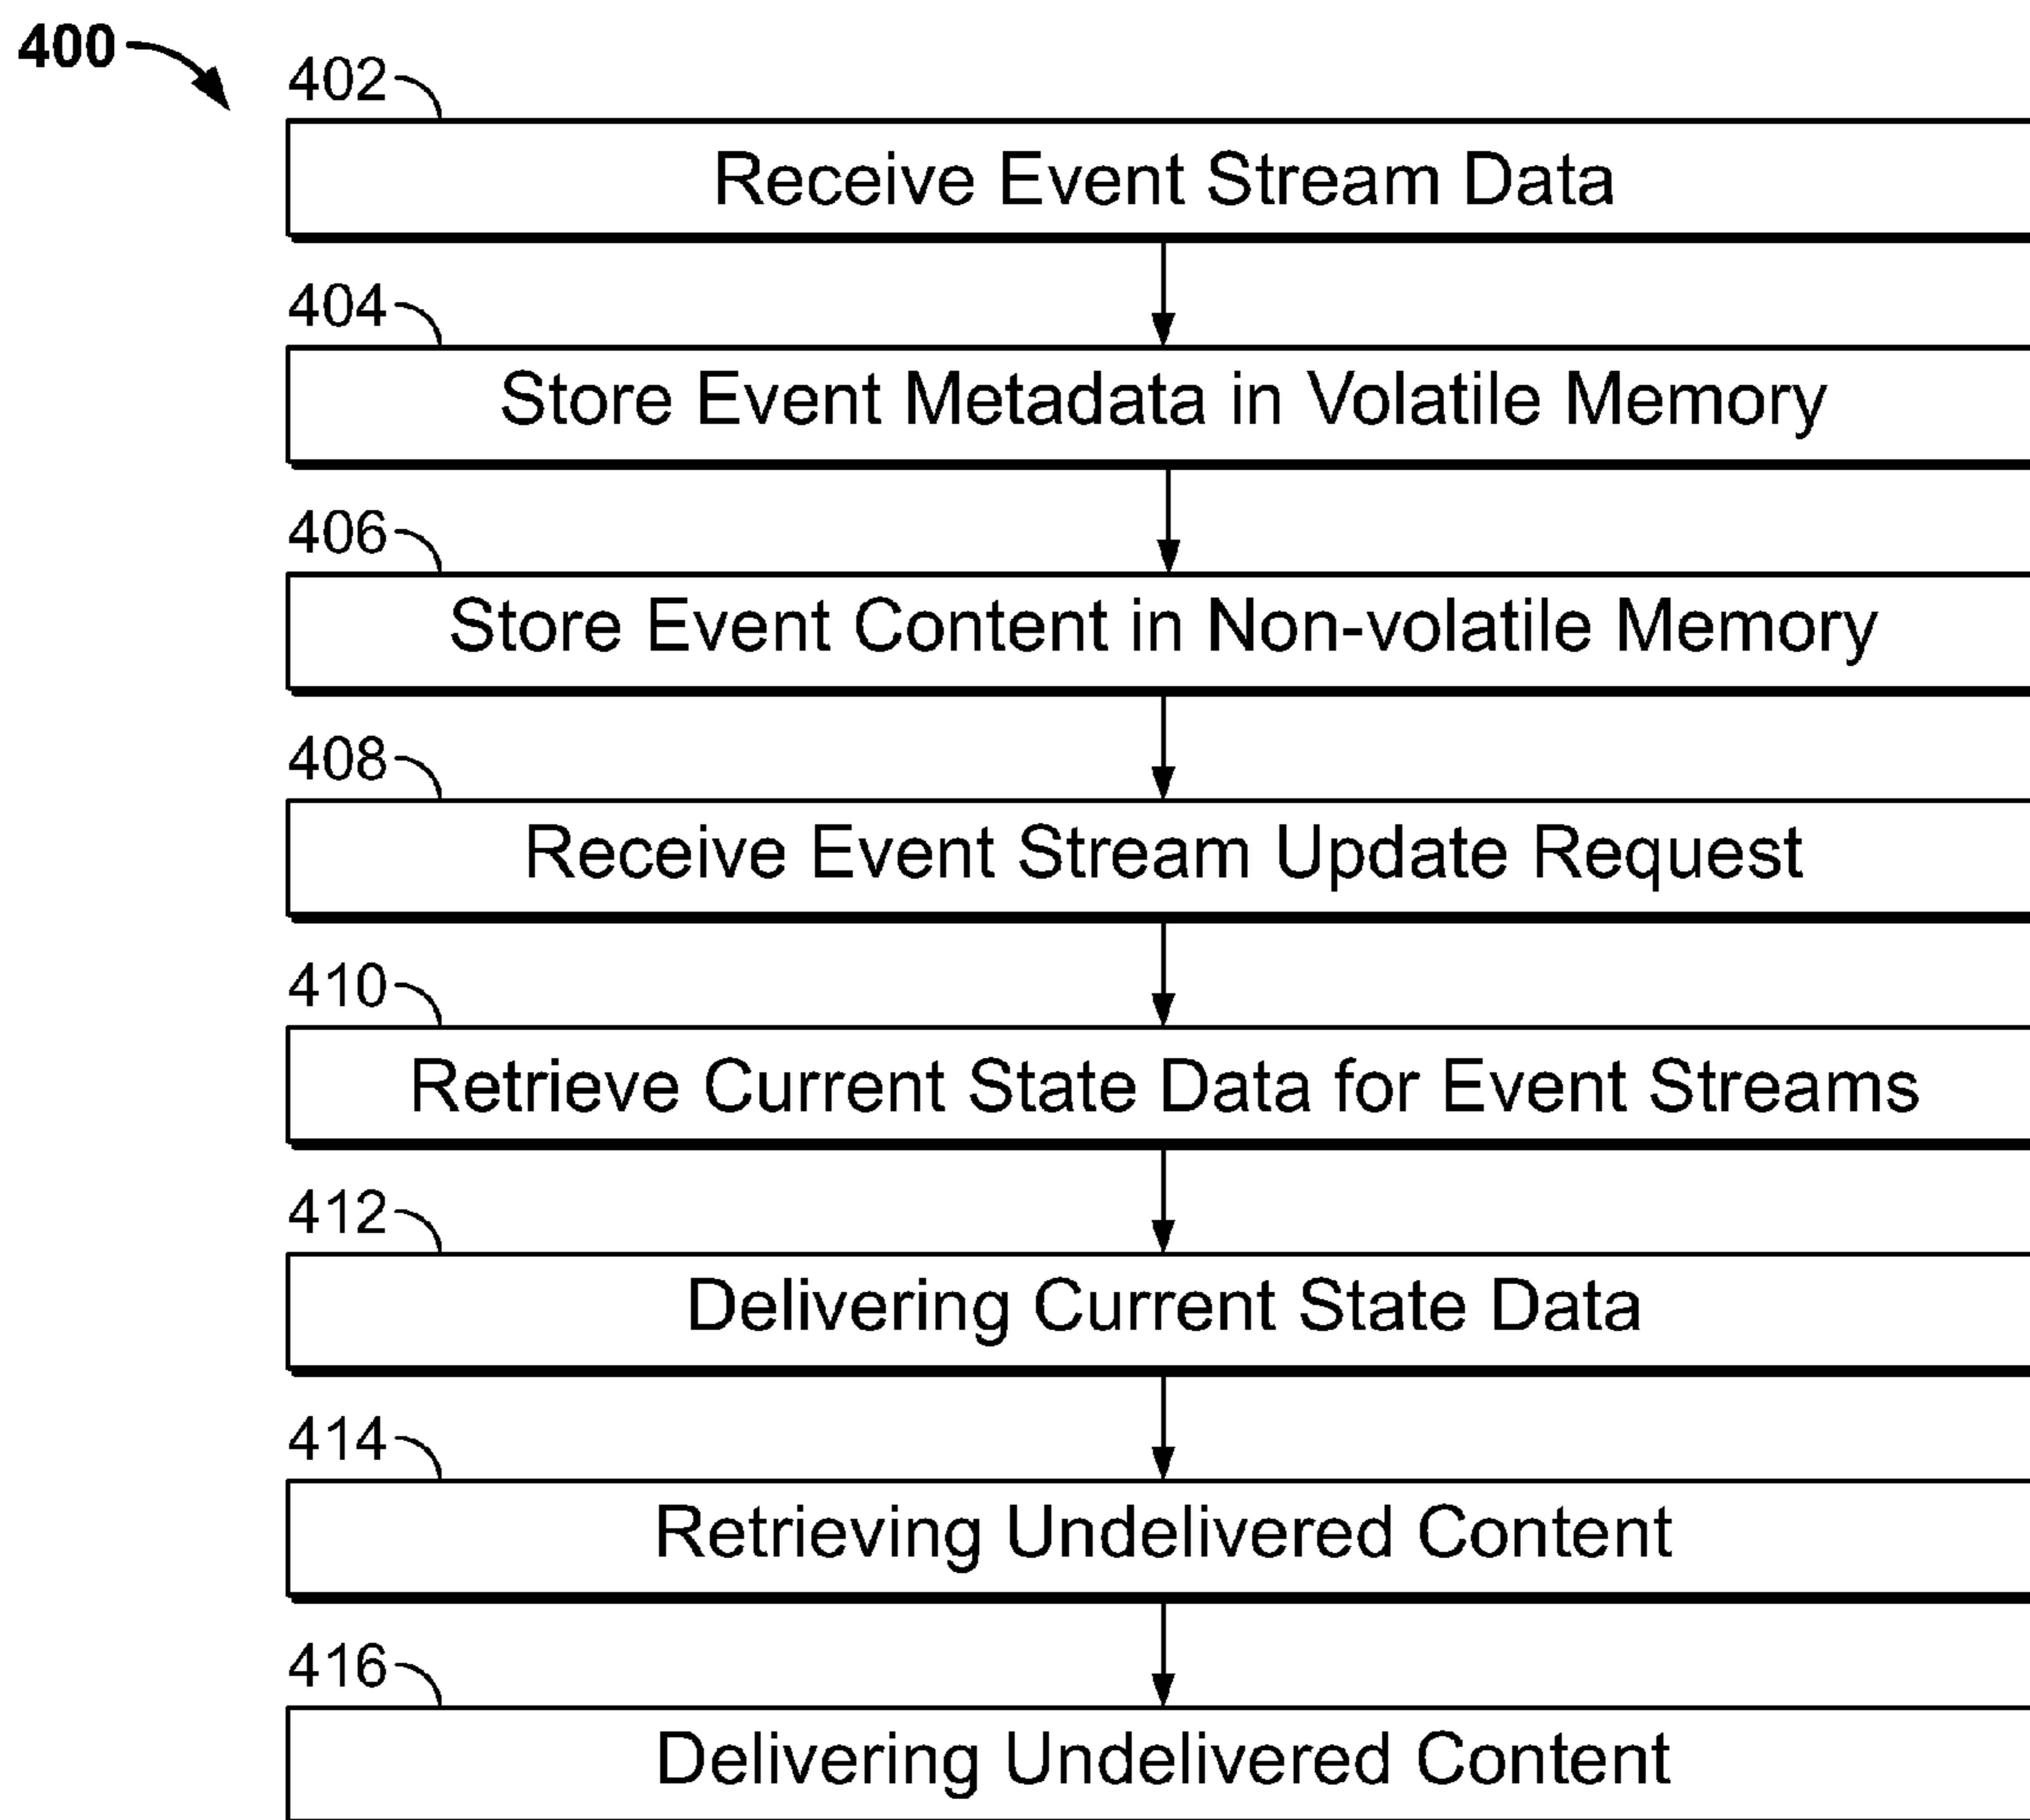 400
402
Receive Event Stream Data
404
Store Event Metadata in Volatile Memory
406
Store Event Content in Non-volatile Memory
408
Receive Event Stream Update Request
410
Retrieve Current State Data for Event Streams
412
Delivering Current State Data
414
Retrieving Undelivered Content
416
Delivering Undelivered Content